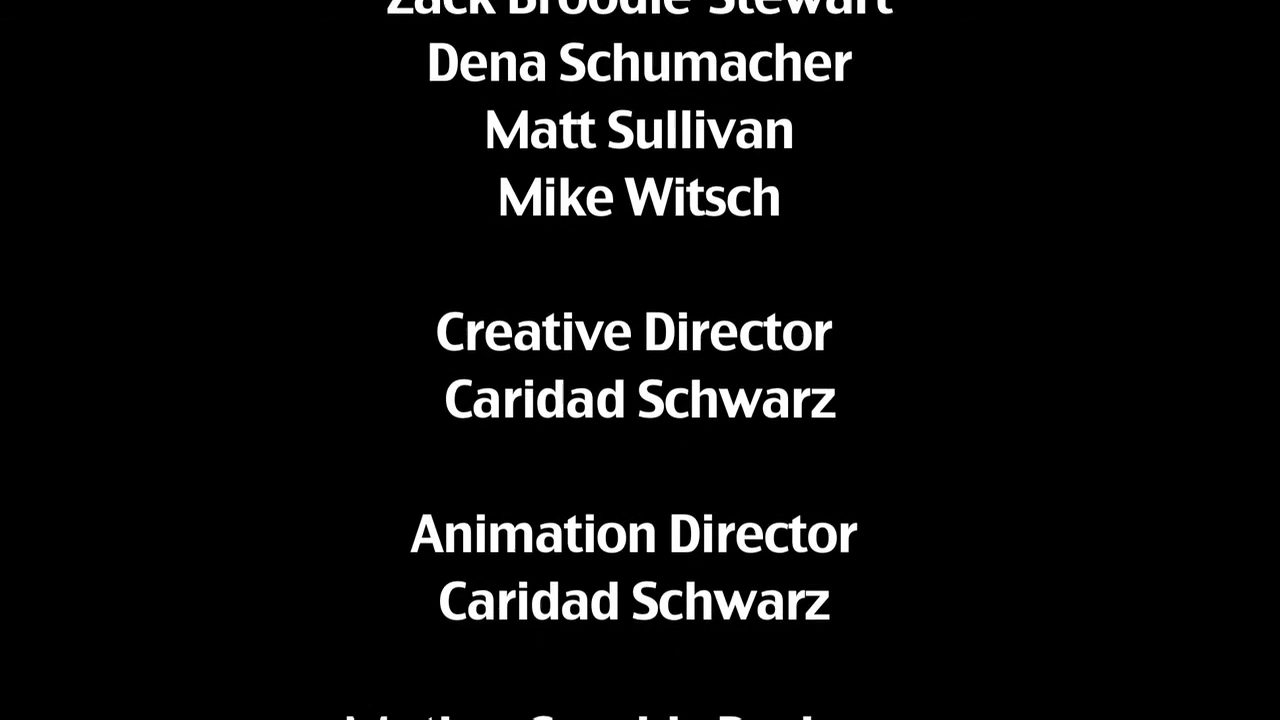 Zack Broodie Stewart
Dena Schumacher
Matt Sullivan
Mike Witsch
Creative Director
Caridad Schwarz
Animation Director
Caridad Schwarz